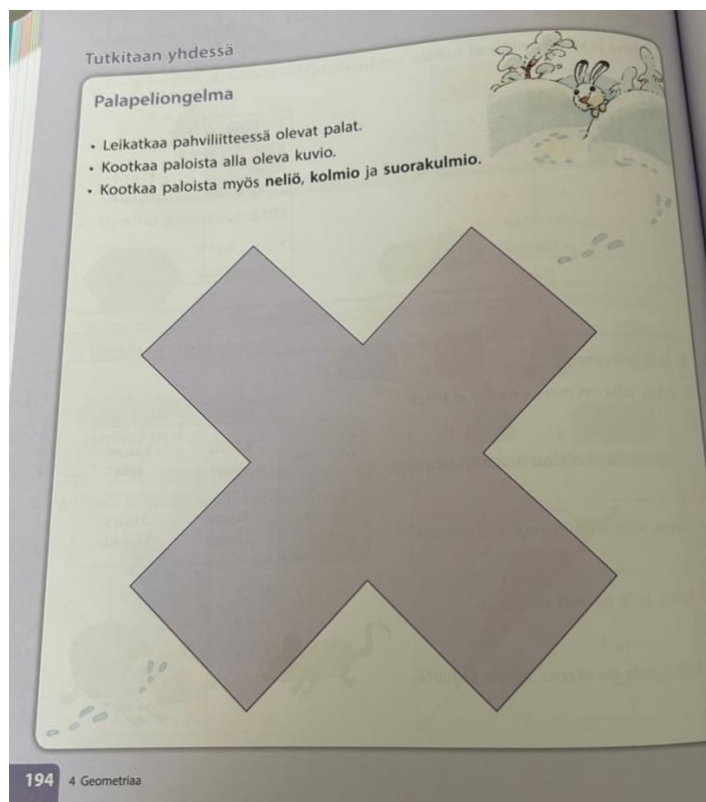 Tutkitaan yhdessä
Palapeliongelma
• Leikatkaa pahviliitteessä olevat palat.
• Kootkaa paloista alla oleva kuvio.
• Kootkaa paloista myös neliö, kolmio ja suorakulmio.
194 4 Geometriaa